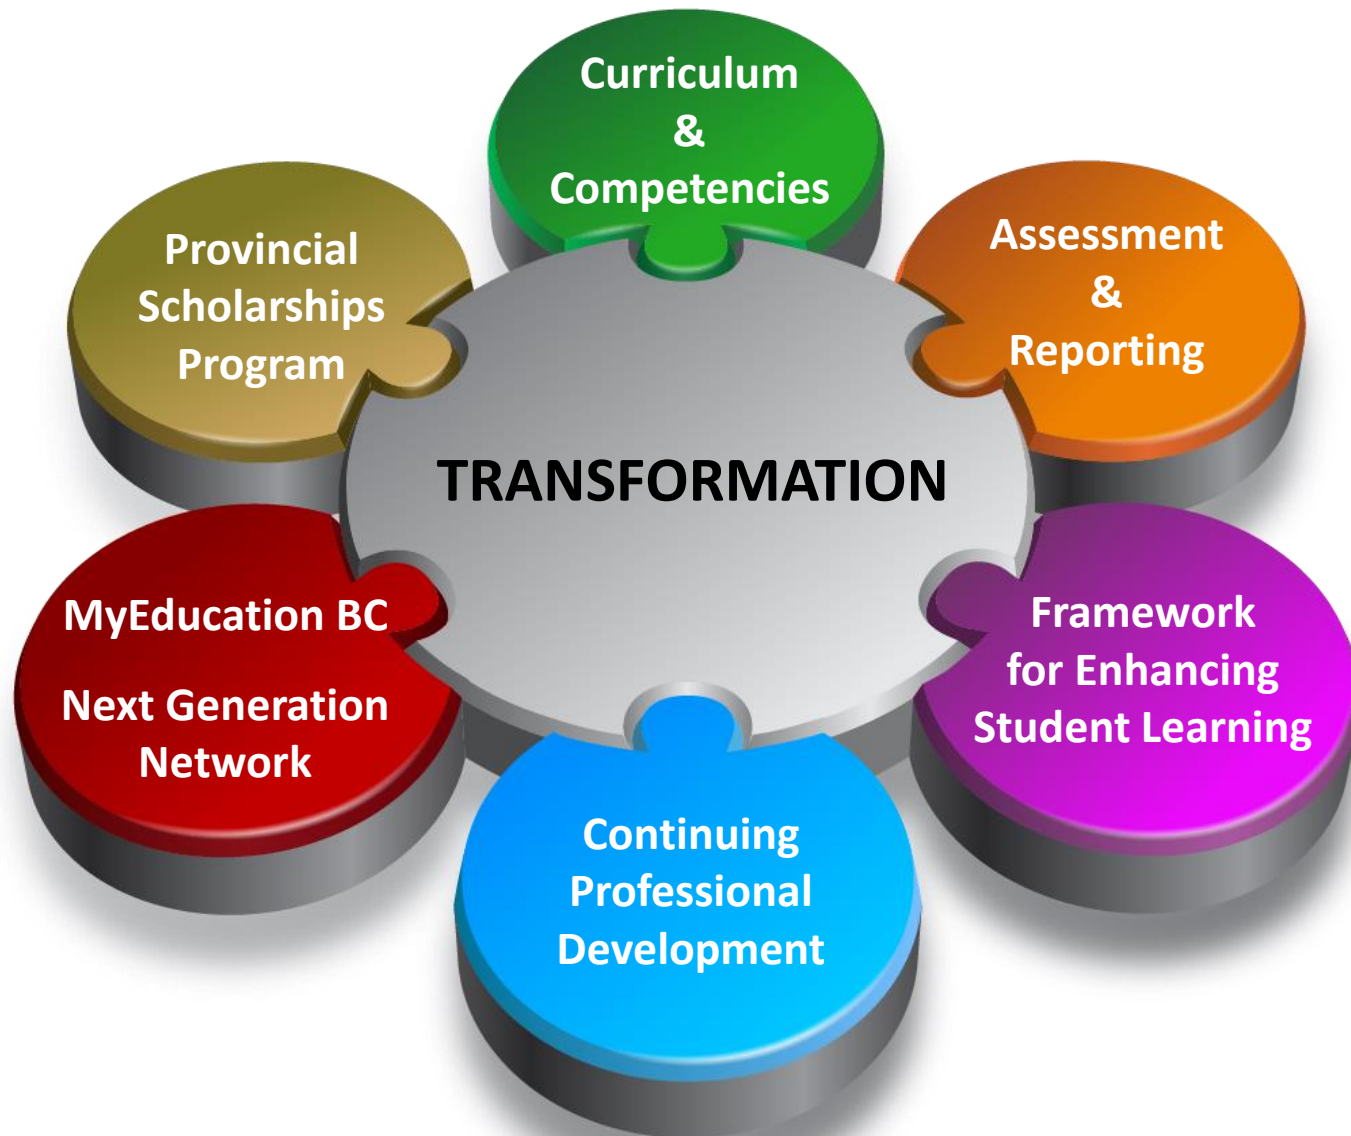 Curriculum
&
Competencies
Assessment
&
Reporting
Provincial
Scholarships
Program
TRANSFORMATION
MyEducation BC
Next Generation
Network
Framework
for Enhancing
Student Learning
Continuing
Professional
Development